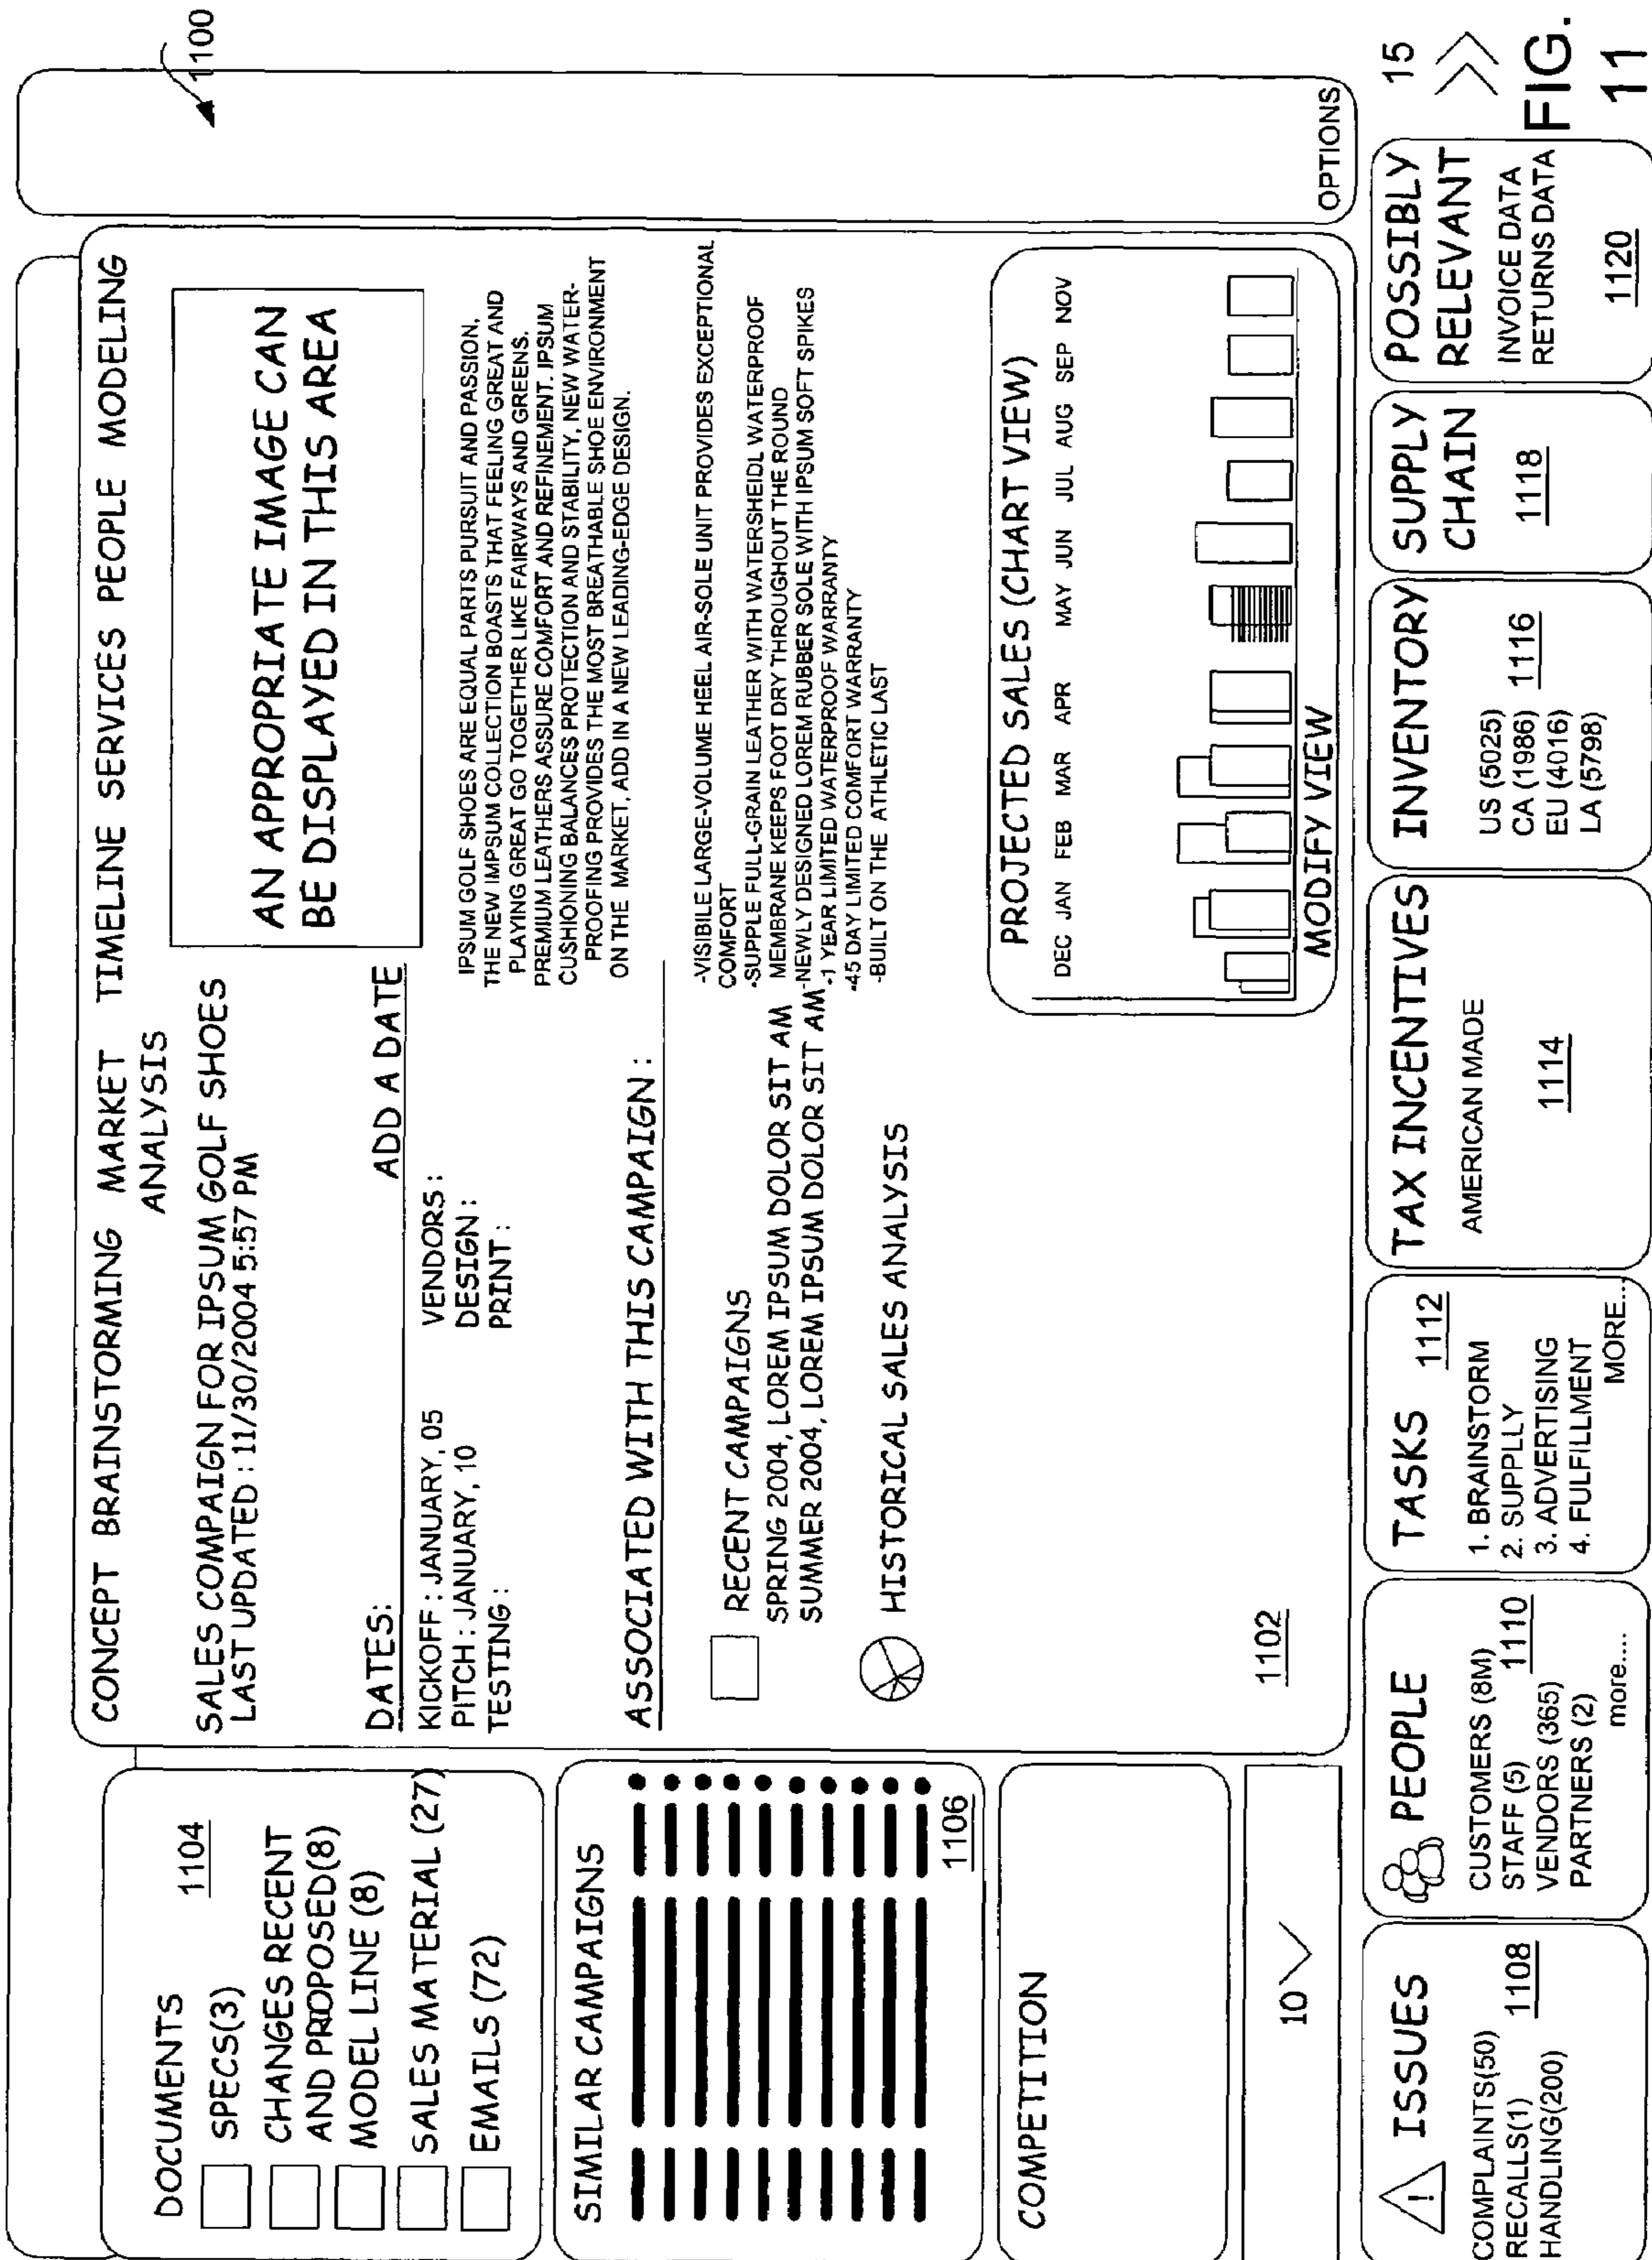 1100
DOCUMENTS
1104
SPECS(3)
CHANGES RECENT
AND PROPOSED(8)
MODEL LINE (8)
SALES MATERIAL (27)
EMAILS (72)
SIMILAR CAMPAIGNS
1106
COMPETITION
10
CONCEPT BRAINSTORMING MARKET TIMELINE SERVICES PEOPLE MODELING
ANALYSIS
SALES COMPAIGN FOR IPSUM GOLF SHOES
LAST UPDATED : 11/30/2004 5:57 PM
AN APPROPRIATE IMAGE CAN
BE DISPLAYED IN THIS AREA
DATES:
ADD A DATE
KICKOFF : JANUARY, 05
PITCH : JANUARY, 10
TESTING :
VENDORS :
DESIGN :
PRINT :
IPSUM GOLF SHOES ARE EQUAL PARTS PURSUIT AND PASSION,
THE NEW IMPSUM COLLECTION BOASTS THAT FEELING GREAT AND
PLAYING GREAT GO TOGETHER LIKE FAIRWAYS AND GREENS.
PREMIUM LEATHERS ASSURE COMFORT AND REFINEMENT. IPSUM
CUSHIONING BALANCES PROTECTION AND STABILITY, NEW WATER-
PROOFING PROVIDES THE MOST BREATHABLE SHOE ENVIRONMENT
ON THE MARKET, ADD IN A NEW LEADING-EDGE DESIGN.
ASSOCIATED WITH THIS CAMPAIGN :
RECENT CAMPAIGNS
SPRING 2004, LOREM IPSUM DOLOR SIT AM
SUMMER 2004, LOREM IPSUM DOLOR SIT AM
HISTORICAL SALES ANALYSIS
-VISIBILE LARGE-VOLUME HEEL AIR-SOLE UNIT PROVIDES EXCEPTIONAL
COMFORT
-SUPPLE FULL-GRAIN LEATHER WITH WATERSHEIDL WATERPROOF
MEMBRANE KEEPS FOOT DRY THROUGHOUT THE ROUND
-NEWLY DESIGNED LOREM RUBBER SOLE WITH IPSUM SOFT SPIKES
-1 YEAR LIMITED WATERPROOF WARRANTY
-45 DAY LIMITED COMFORT WARRANTY
-BUILT ON THE ATHLETIC LAST
PROJECTED SALES (CHART VIEW)
DEC JAN FEB MAR APR MAY JUN JUL AUG SEP NOV
MODIFY VIEW
1102
OPTIONS
ISSUES
COMPLAINTS(50)
RECALLS(1)
HANDLING(200)
1108
PEOPLE
CUSTOMERS (8M)
STAFF (5)
1110
VENDORS (365)
PARTNERS (2)
more....
TASKS
1112
1. BRAINSTORM
2. SUPPLLY
3. ADVERTISING
4. FULFILLMENT
MORE...
TAX INCENTIVES
AMERICAN MADE
1114
INVENTORY
US (5025)
CA (1986)
EU (4016)
LA (5798)
1116
SUPPLY
CHAIN
1118
POSSIBLY
RELEVANT
INVOICE DATA
RETURNS DATA
1120
15
FIG.
11